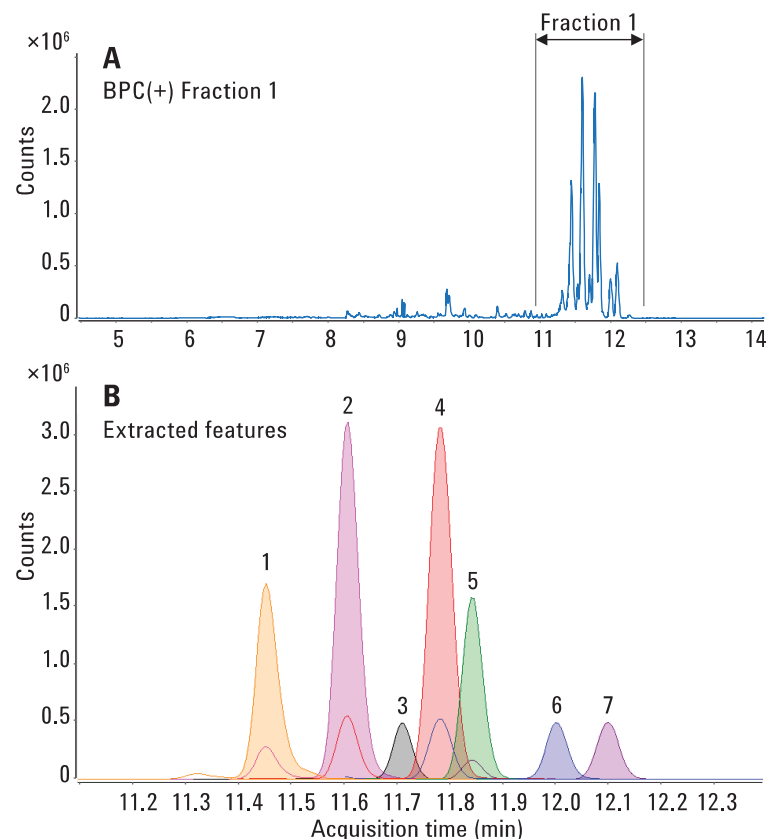 Fraction 1
×10⁶
A
BPC(+) Fraction 1
2.0
1.5
1.0
0.5
0
Counts
5 6 7 8 9 10 11 12 13 14
×10⁶
B
Extracted features
1 2 3 4 5 6 7
3.0
2.5
2.0
1.5
1.0
0.5
0
Counts
11.2 11.3 11.4 11.5 11.6 11.7 11.8 11.9 12.0 12.1 12.2 12.3
Acquisition time (min)